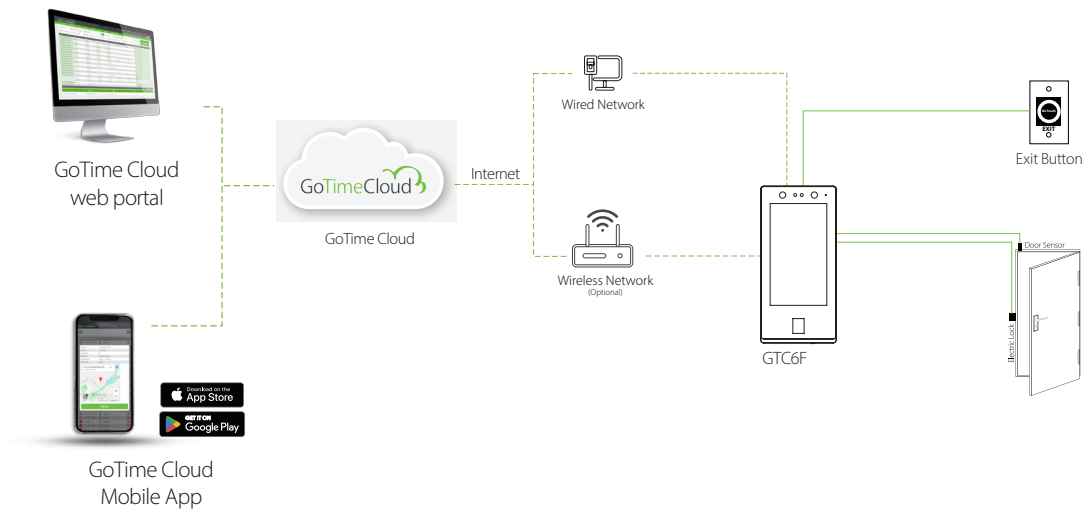 GoTime Cloud
web portal
GoTimeCloud
GoTime Cloud
Internet
Wired Network
Wireless Network
(Optional)
GTC6F
EXIT
Exit Button
Door Sensor
Electric Lock
Download on the
App Store
GET IT ON
Google Play
GoTime Cloud
Mobile App